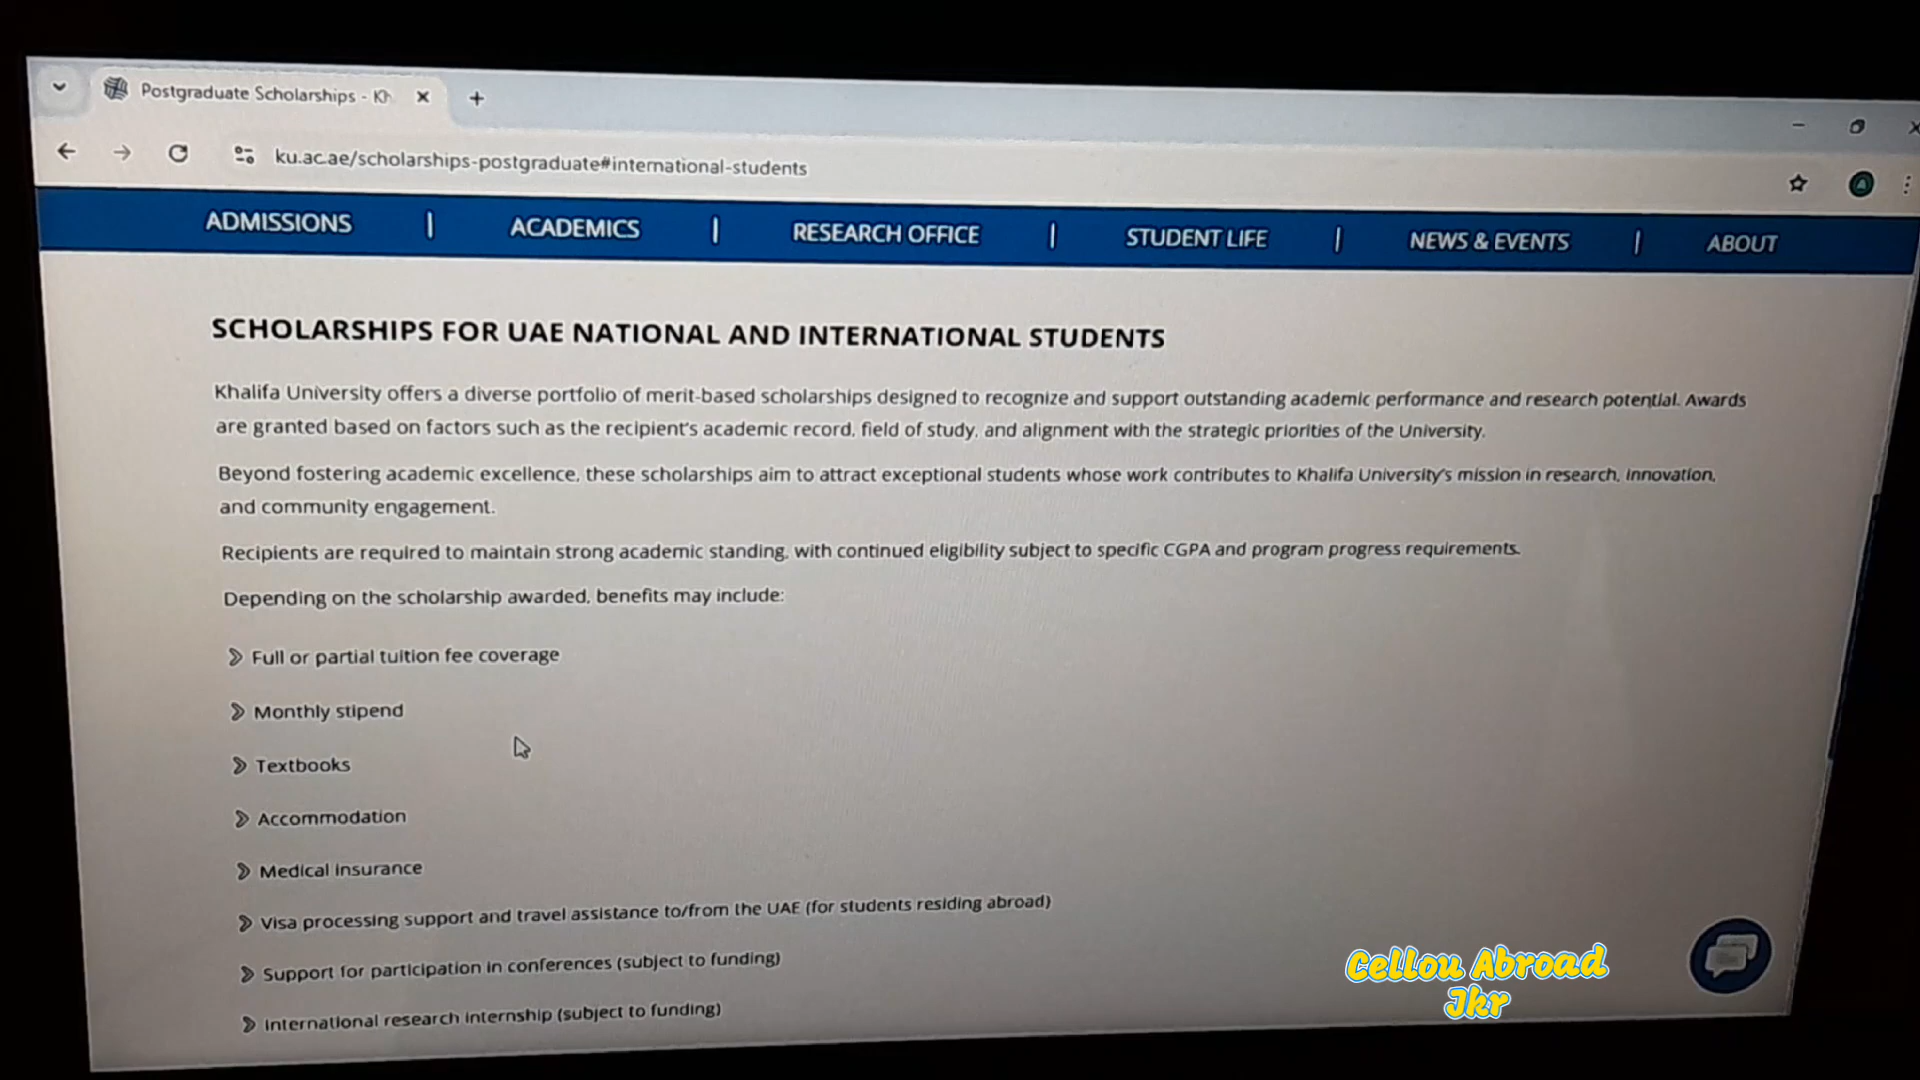 Postgraduate Scholarships - Kh
ku.ac.ae/scholarships-postgraduate#international-students
ADMISSIONS | ACADEMICS | RESEARCH OFFICE | STUDENT LIFE | NEWS & EVENTS | ABOUT
SCHOLARSHIPS FOR UAE NATIONAL AND INTERNATIONAL STUDENTS
Khalifa University offers a diverse portfolio of merit-based scholarships designed to recognize and support outstanding academic performance and research potential. Awards
are granted based on factors such as the recipient's academic record, field of study, and alignment with the strategic priorities of the University.
Beyond fostering academic excellence, these scholarships aim to attract exceptional students whose work contributes to Khalifa University's mission in research, innovation,
and community engagement.
Recipients are required to maintain strong academic standing, with continued eligibility subject to specific CGPA and program progress requirements.
Depending on the scholarship awarded, benefits may include:
Full or partial tuition fee coverage
Monthly stipend
Textbooks
Accommodation
Medical insurance
Visa processing support and travel assistance to/from the UAE (for students residing abroad)
Support for participation in conferences (subject to funding)
International research internship (subject to funding)
Cellou Abroad
Jkr